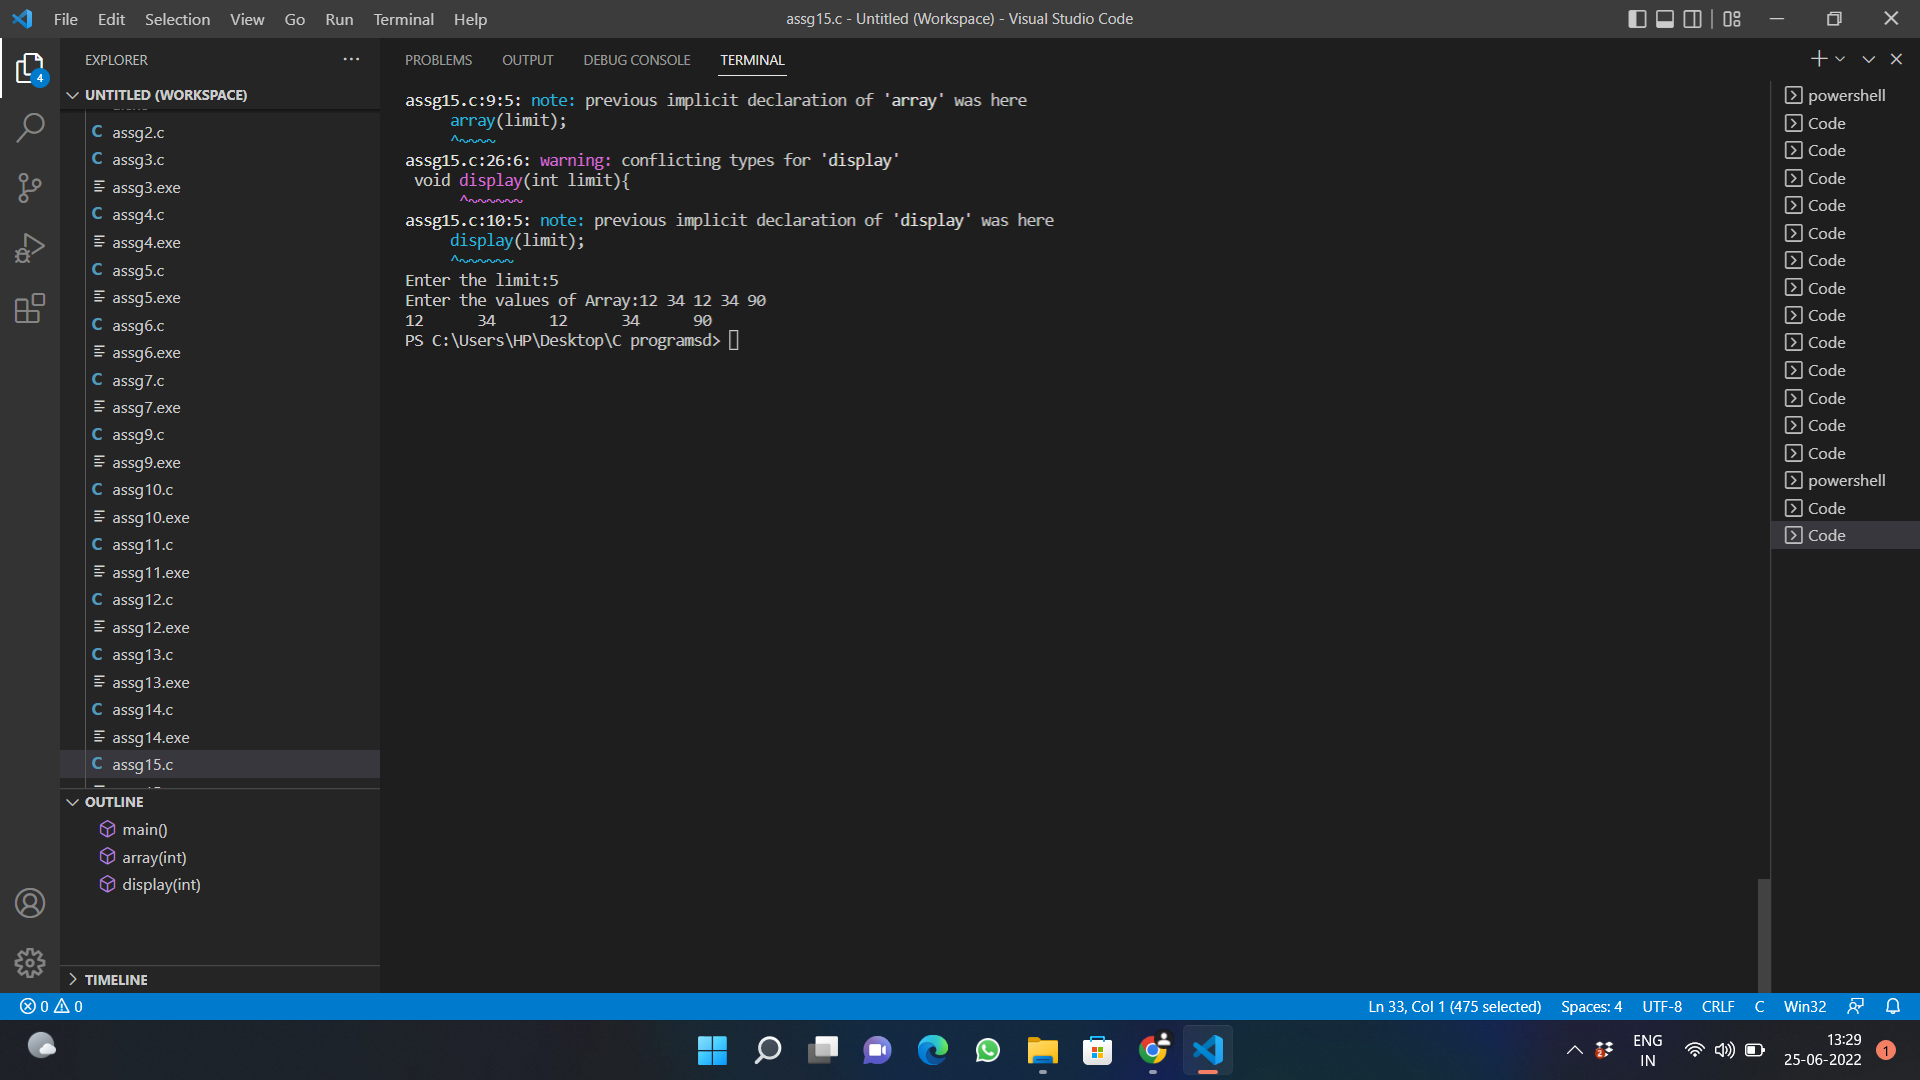 File Edit Selection View Go Run Terminal Help
assg15.c - Untitled (Workspace) - Visual Studio Code
4
EXPLORER
UNTITLED (WORKSPACE)
assg2.c
assg3.c
assg3.exe
assg4.c
assg4.exe
assg5.c
assg5.exe
assg6.c
assg6.exe
assg7.c
assg7.exe
assg9.c
assg9.exe
assg10.c
assg10.exe
assg11.c
assg11.exe
assg12.c
assg12.exe
assg13.c
assg13.exe
assg14.c
assg14.exe
assg15.c
OUTLINE
main()
array(int)
display(int)
TIMELINE
PROBLEMS OUTPUT DEBUG CONSOLE TERMINAL
assg15.c:9:5: note: previous implicit declaration of 'array' was here
array(limit);
^~~~~
assg15.c:26:6: warning: conflicting types for 'display'
void display(int limit){
^~~~~~~
assg15.c:10:5: note: previous implicit declaration of 'display' was here
display(limit);
^~~~~~~
Enter the limit:5
Enter the values of Array:12 34 12 34 90
12 34 12 34 90
PS C:\Users\HP\Desktop\C programsd>
powershell
Code
Code
Code
Code
Code
Code
Code
Code
Code
Code
Code
Code
Code
powershell
Code
Code
0 0
Ln 33, Col 1 (475 selected) Spaces: 4 UTF-8 CRLF C Win32
ENG
IN
13:29
25-06-2022
1